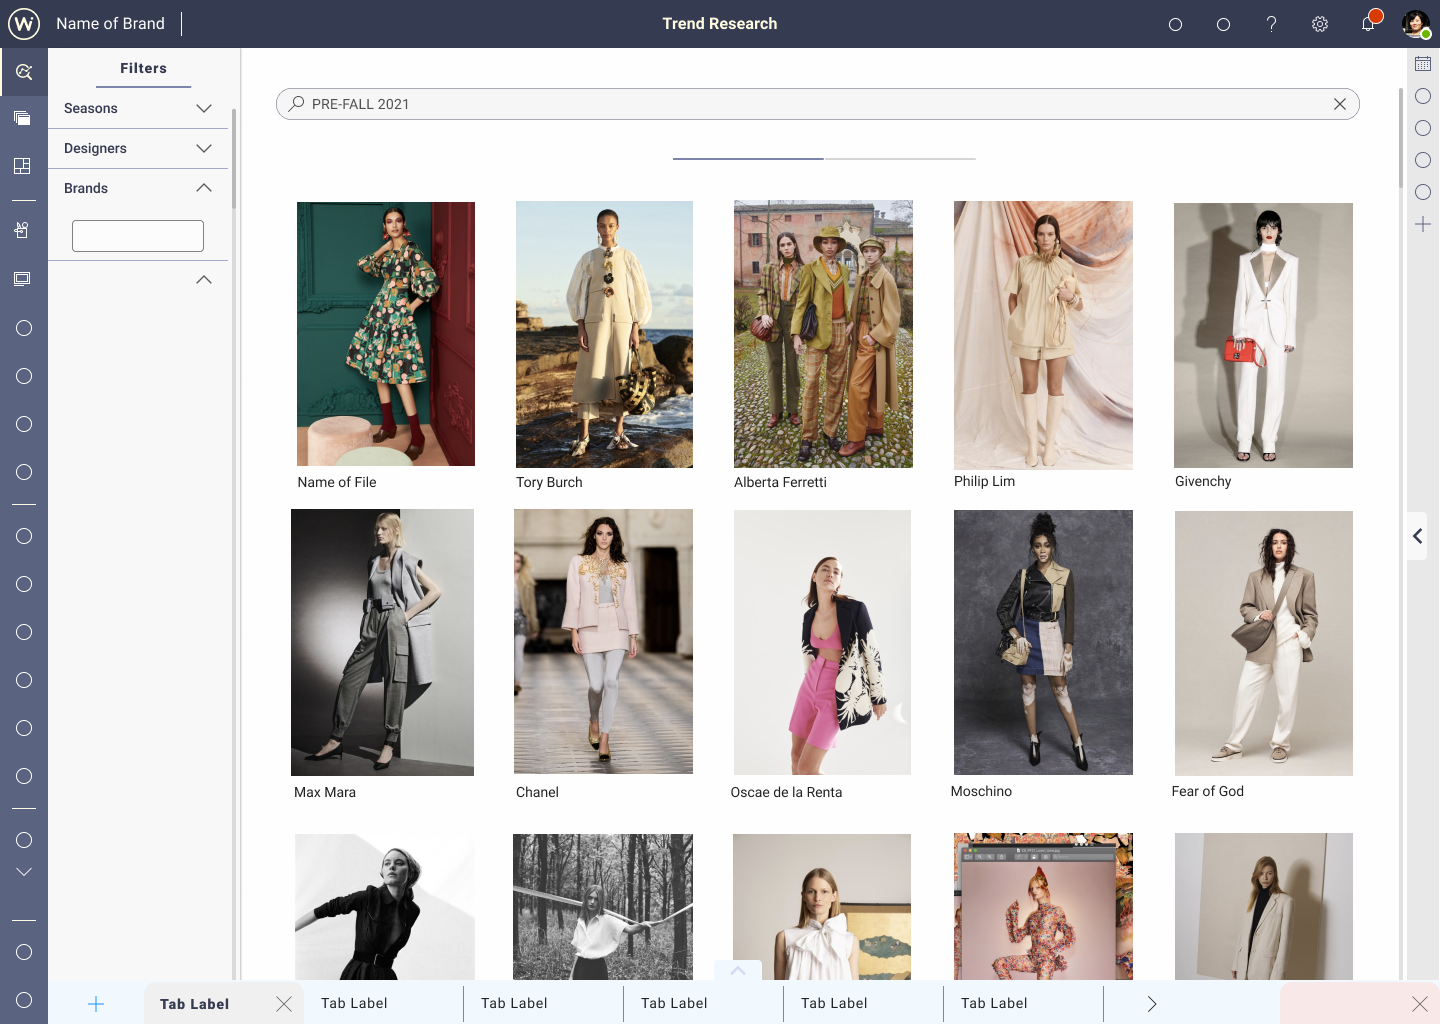 W
Name of Brand
Trend Research
?
Filters
Seasons
Designers
Brands
PRE-FALL 2021
Name of File
Tory Burch
Alberta Ferretti
Philip Lim
Givenchy
Max Mara
Chanel
Oscae de la Renta
Moschino
Fear of God
Tab Label
Tab Label
Tab Label
Tab Label
Tab Label
Tab Label